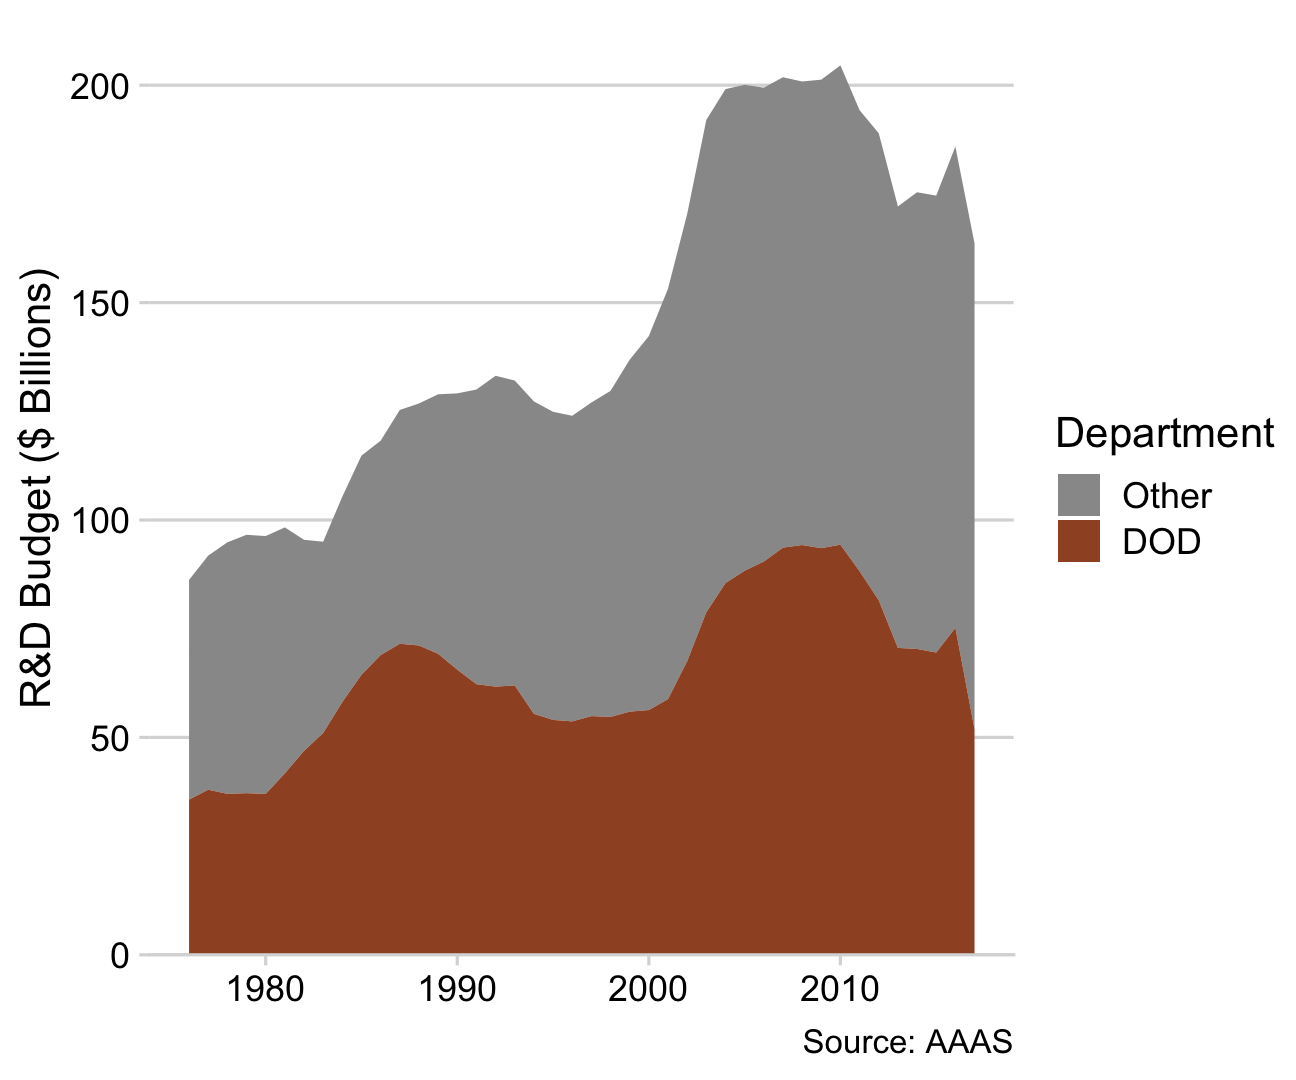 R&D Budget ($ Billions)
200
150
100
50
0
1980 1990 2000 2010
Department
Other
DOD
Source: AAAS